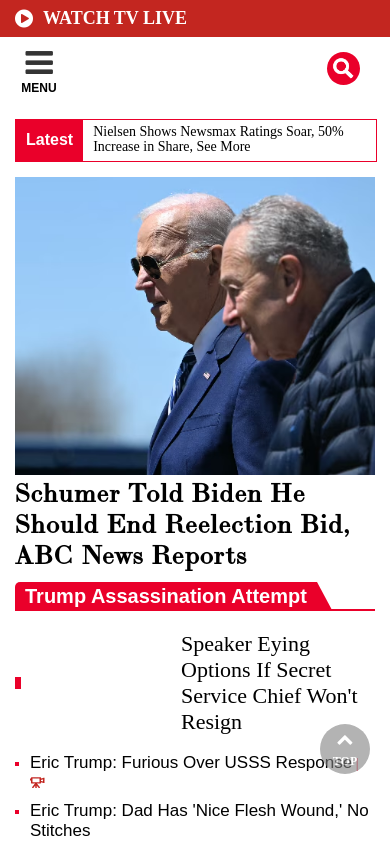 WATCH TV LIVE
MENU
Latest
Nielsen Shows Newsmax Ratings Soar, 50%
Increase in Share, See More
Schumer Told Biden He
Should End Reelection Bid,
ABC News Reports
Trump Assassination Attempt
Speaker Eying
Options If Secret
Service Chief Won't
Resign
Eric Trump: Furious Over USSS Response |
Eric Trump: Dad Has 'Nice Flesh Wound,' No
Stitches